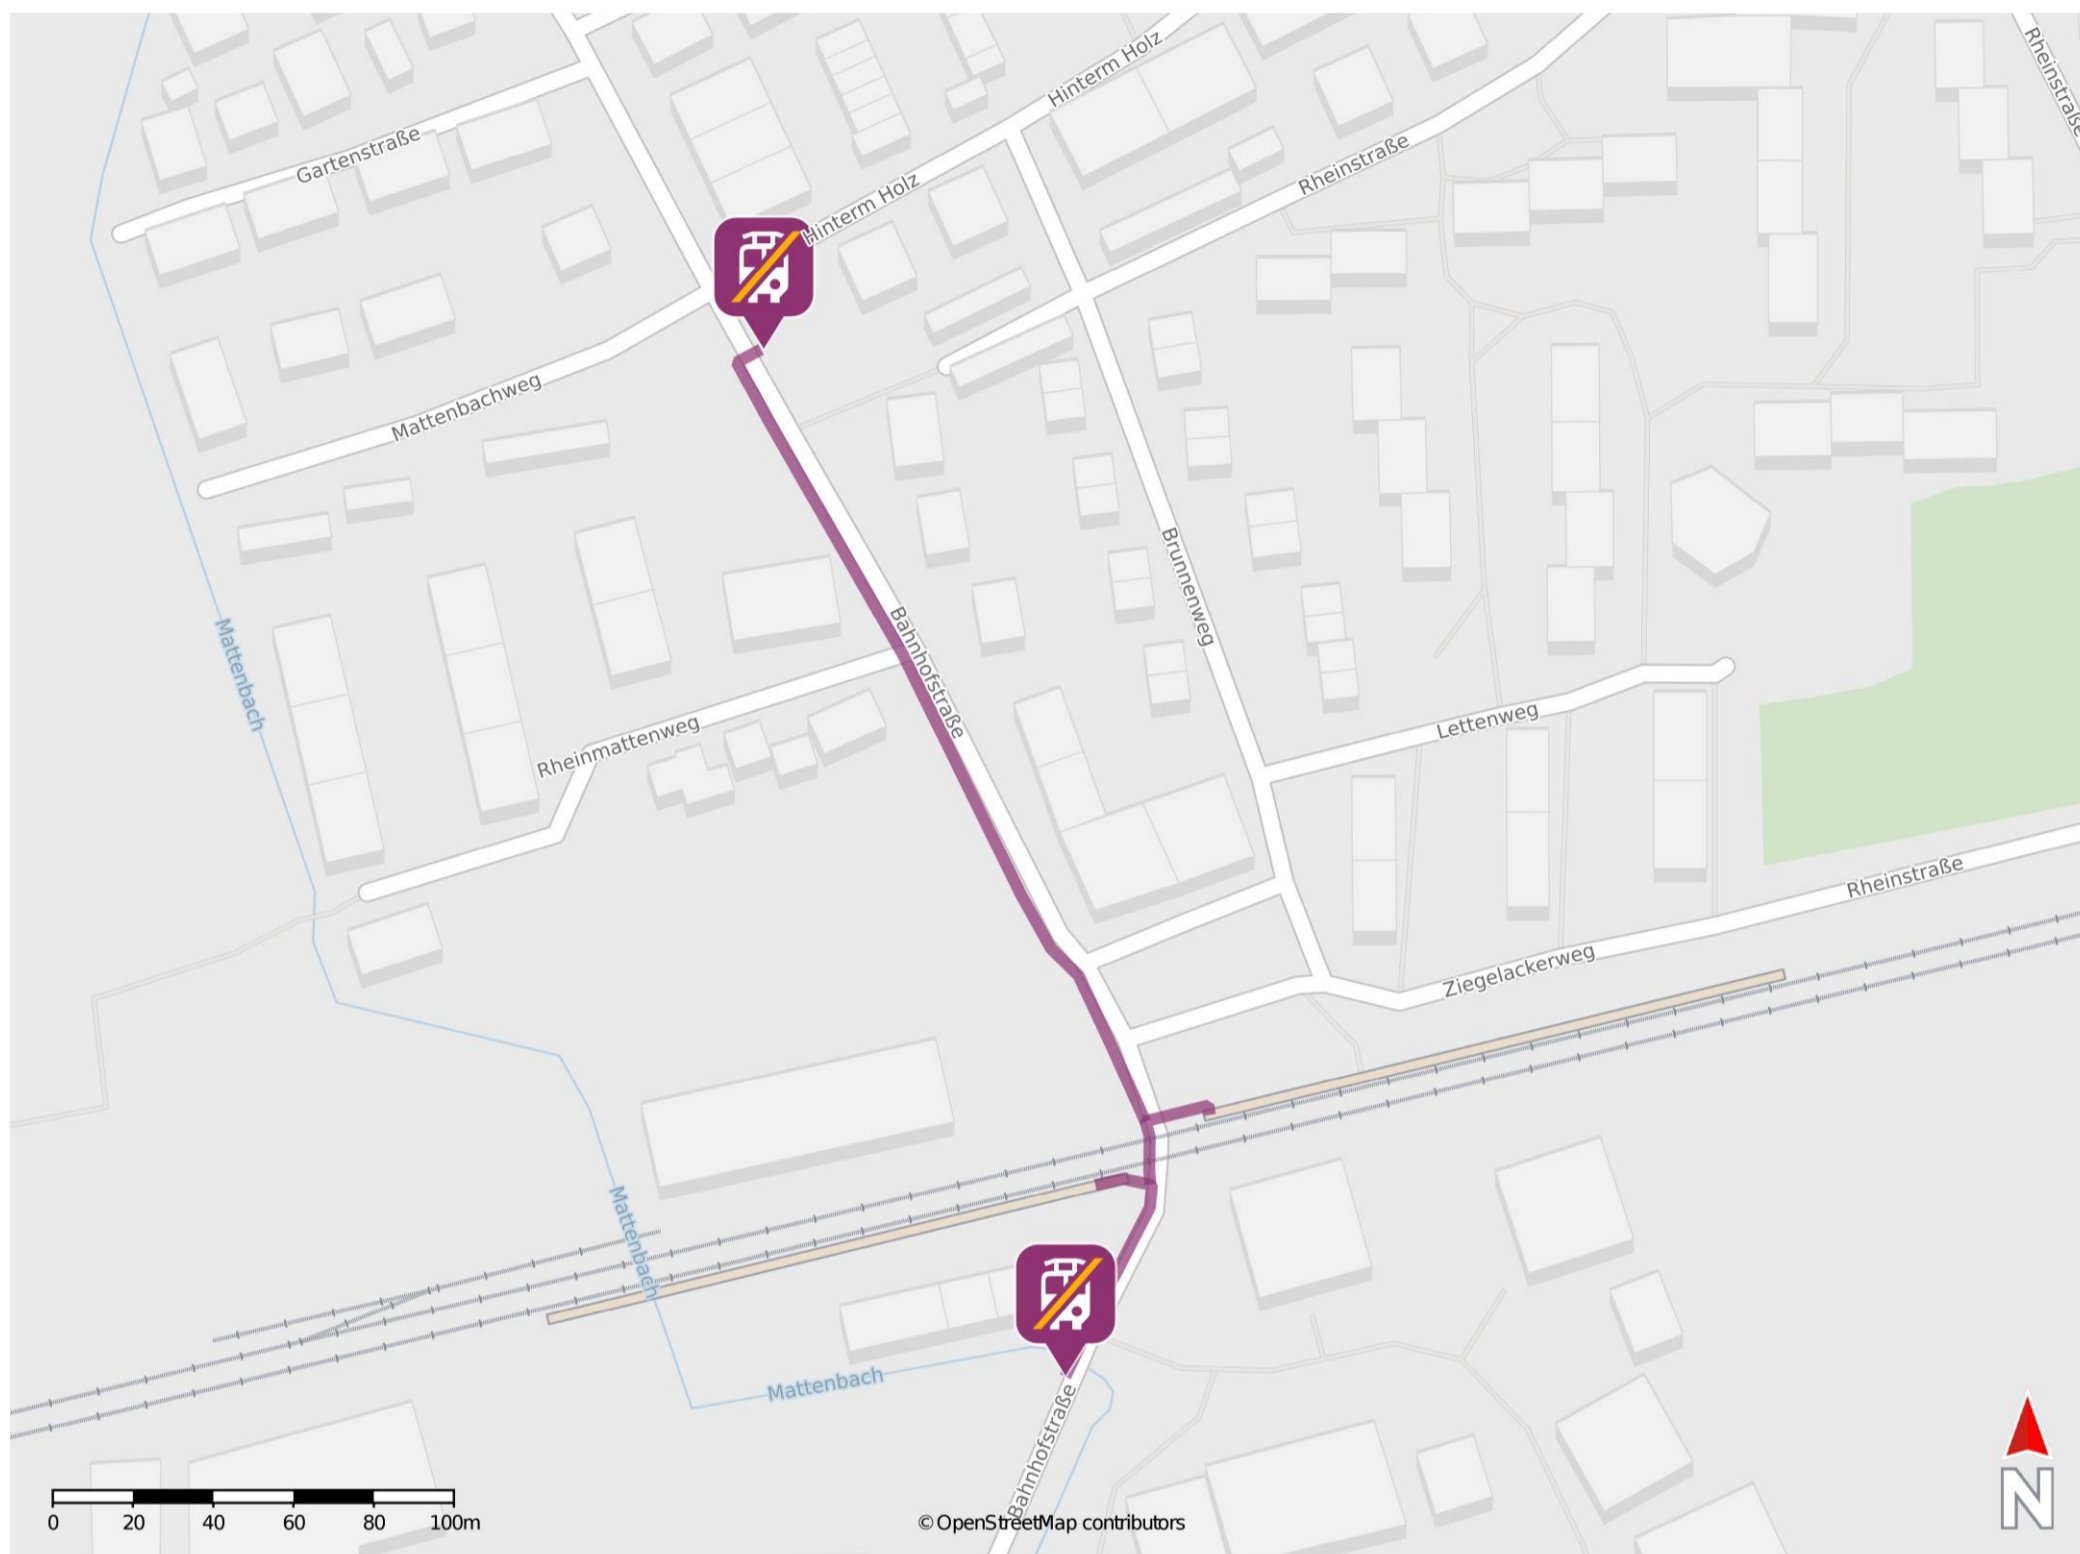 Hinterm Holz
Rheinstraße
Gartenstraße
Rheinstraße
Hinterm Holz
Mattenbachweg
Brunnenweg
Mattenbach
Bahnhofstraße
Lettenweg
Rheinmattenweg
Rheinstraße
Ziegelackerweg
Mattenbach
Mattenbach
Bahnhofstraße
N
0 20 40 60 80 100m
© OpenStreetMap contributors